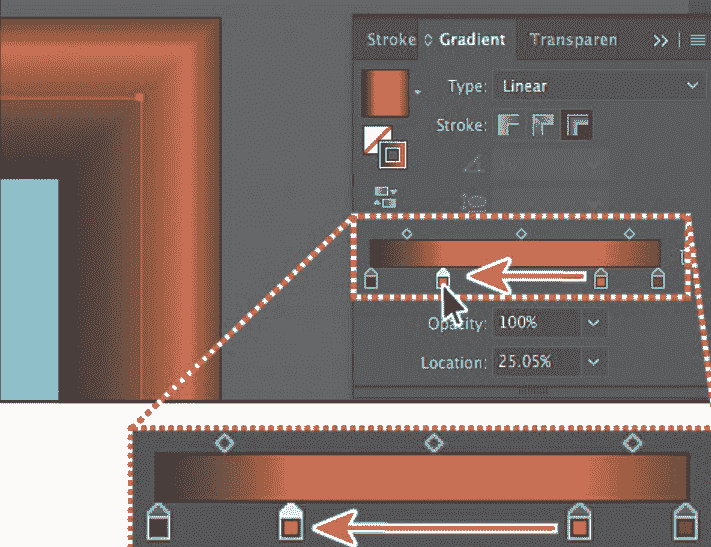 Stroke Gradient Transparen
Type: Linear
Stroke:
Opacity: 100%
Location: 25.05%